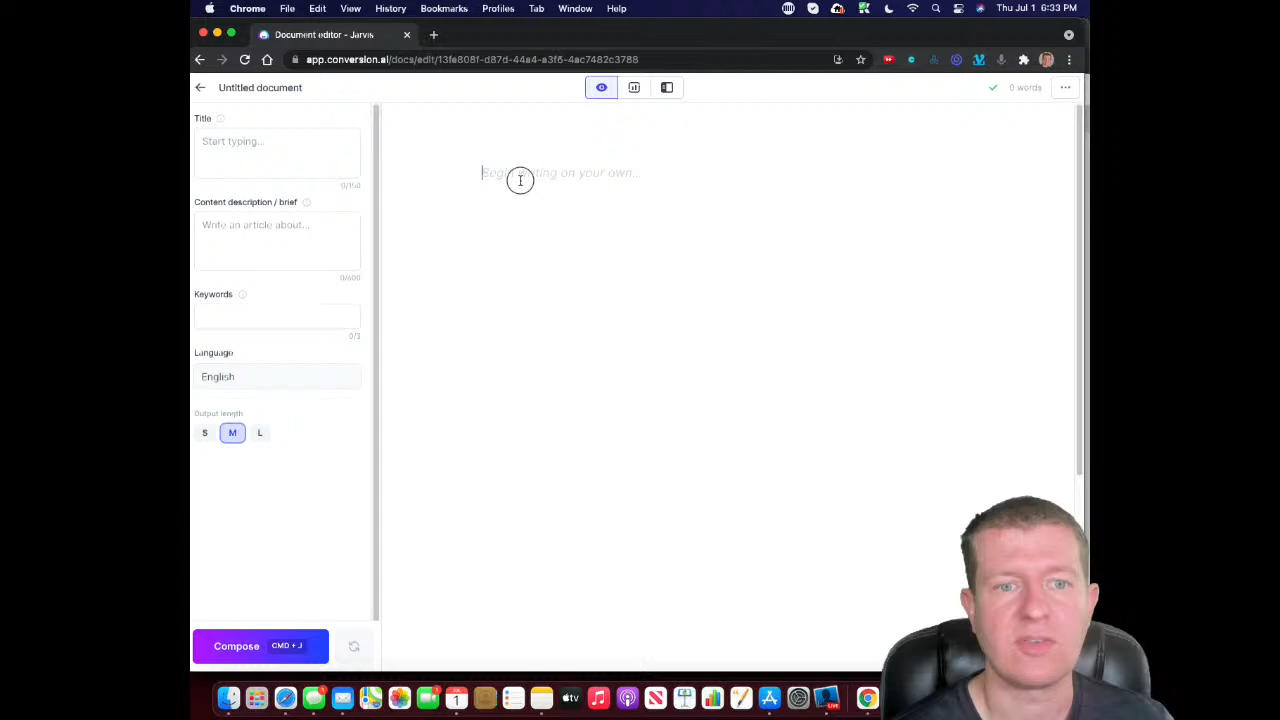 Chrome File Edit View History Bookmarks Profiles Tab Window Help Thu Jul 1 6:33 PM
Document editor - Jarvis
app.conversion.ai/docs/edit/13fe808f-d87d-44a4-a3f6-4ac7482c3788
Untitled document
0 words
Title
Start typing...
0/150
Begin writing on your own...
Content description / brief
Write an article about...
0/600
Keywords
0/3
Language
English
Output length
S M L
Compose CMD + J